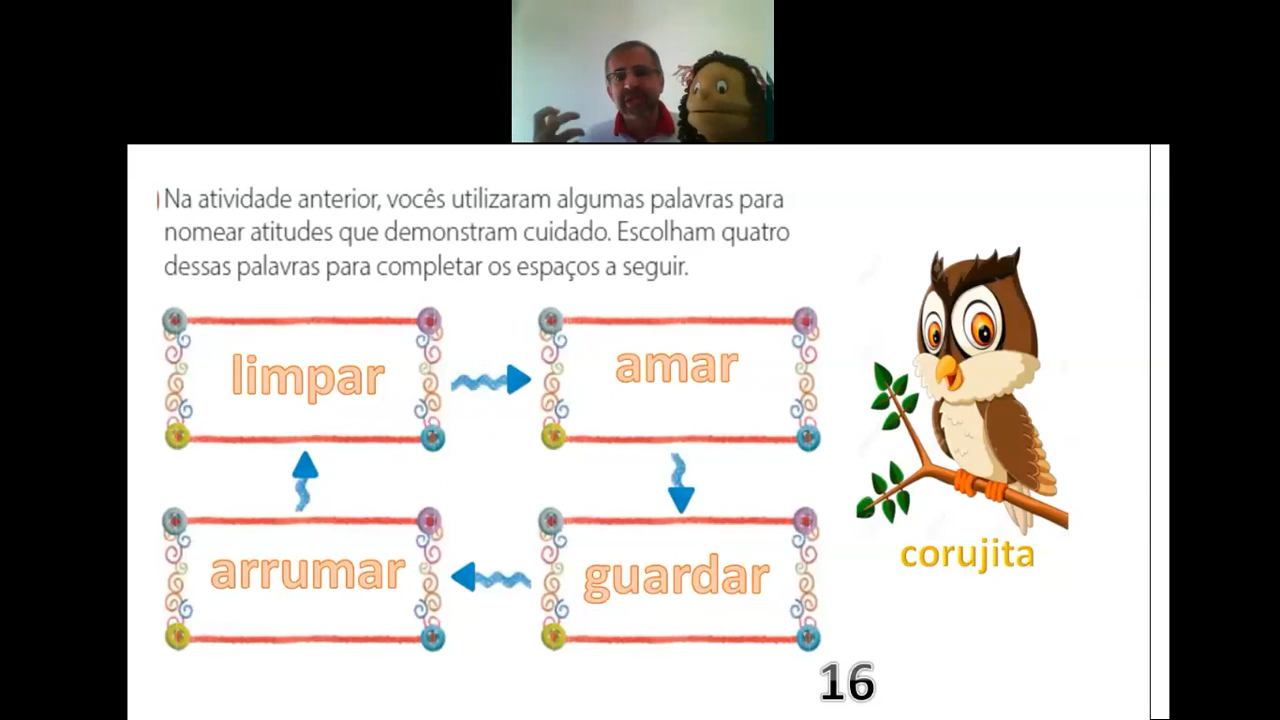 Na atividade anterior, vocês utilizaram algumas palavras para
nomear atitudes que demonstram cuidado. Escolham quatro
dessas palavras para completar os espaços a seguir.
limpar
amar
arrumar
guardar
corujita
16